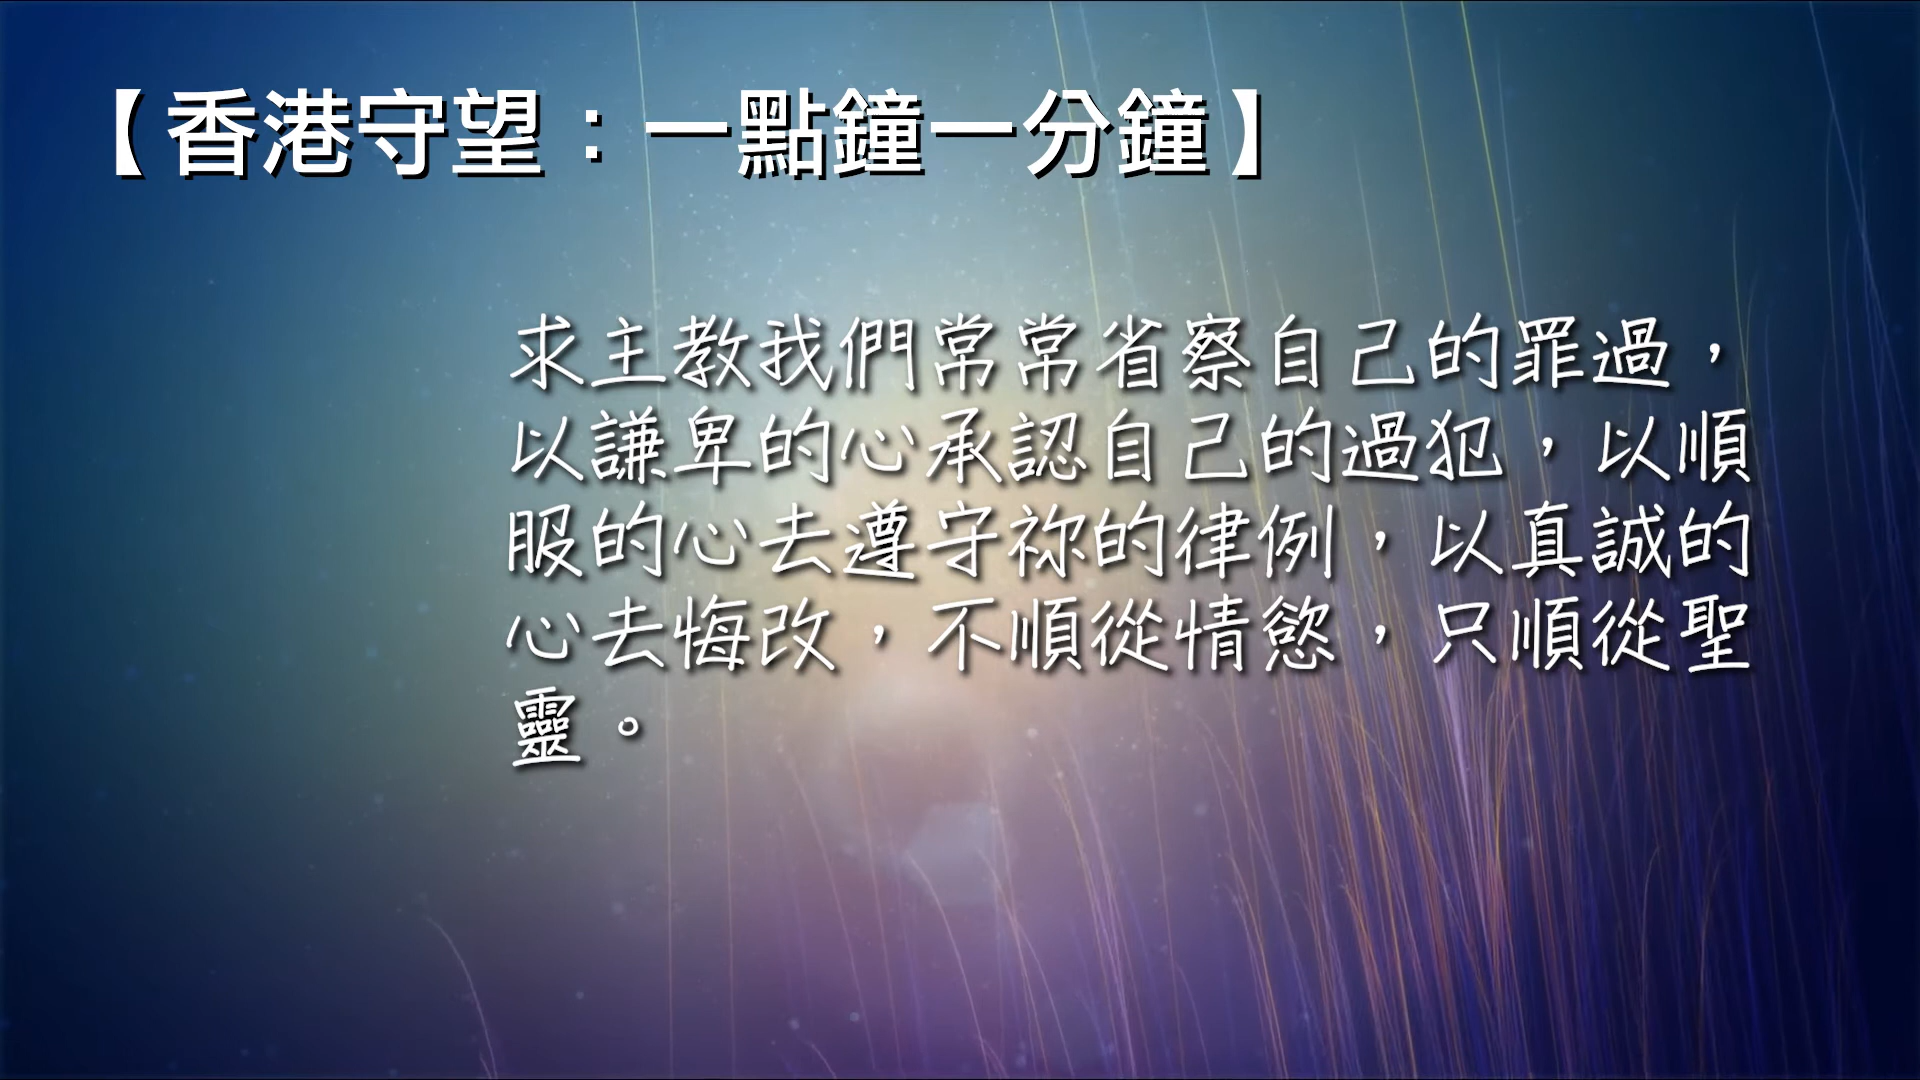 【香港守望：一點鐘一分鐘】
求主教我們常常省察自己的罪過，
以謙卑的心承認自己的過犯，以順
服的心去遵守祢的律例，以真誠的
心去悔改，不順從情慾，只順從聖
靈。